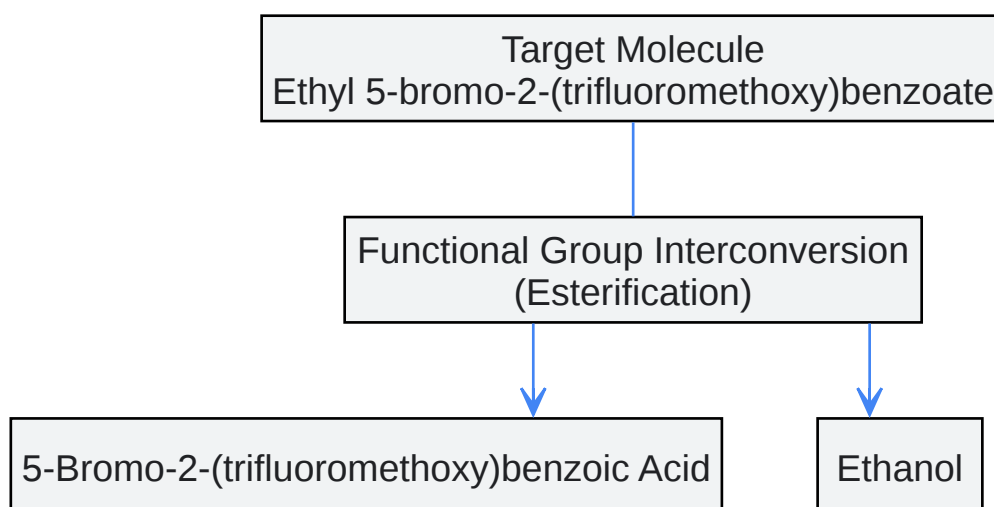 Target Molecule
Ethyl 5-bromo-2-(trifluoromethoxy)benzoate
Functional Group Interconversion
(Esterification)
5-Bromo-2-(trifluoromethoxy)benzoic Acid
Ethanol